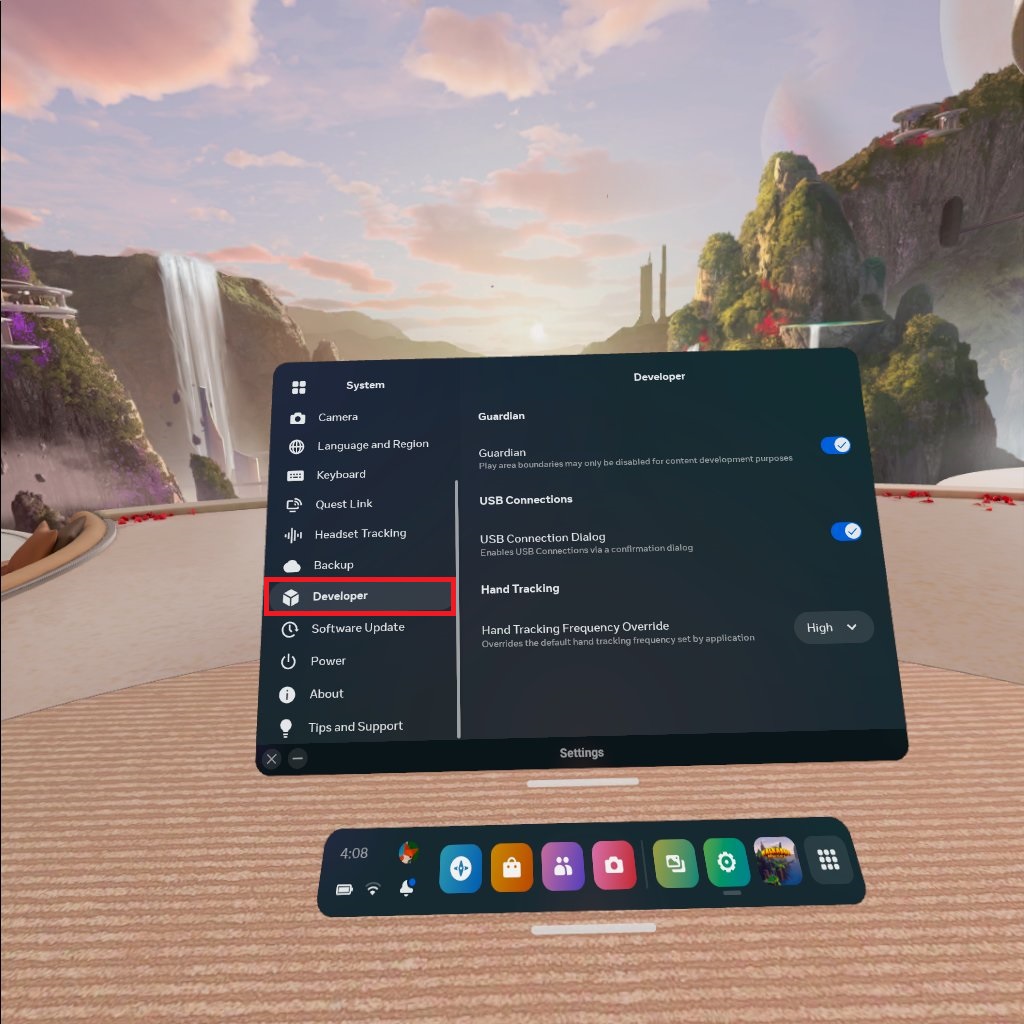 System
Camera
Language and Region
Keyboard
Quest Link
Headset Tracking
Backup
Developer
Software Update
Power
About
Tips and Support
Developer
Guardian
Guardian
Play area boundaries may only be disabled for content development purposes
USB Connections
USB Connection Dialog
Enables USB Connections via a confirmation dialog
Hand Tracking
Hand Tracking Frequency Override
Overrides the default hand tracking frequency set by application
High
Settings
4:08